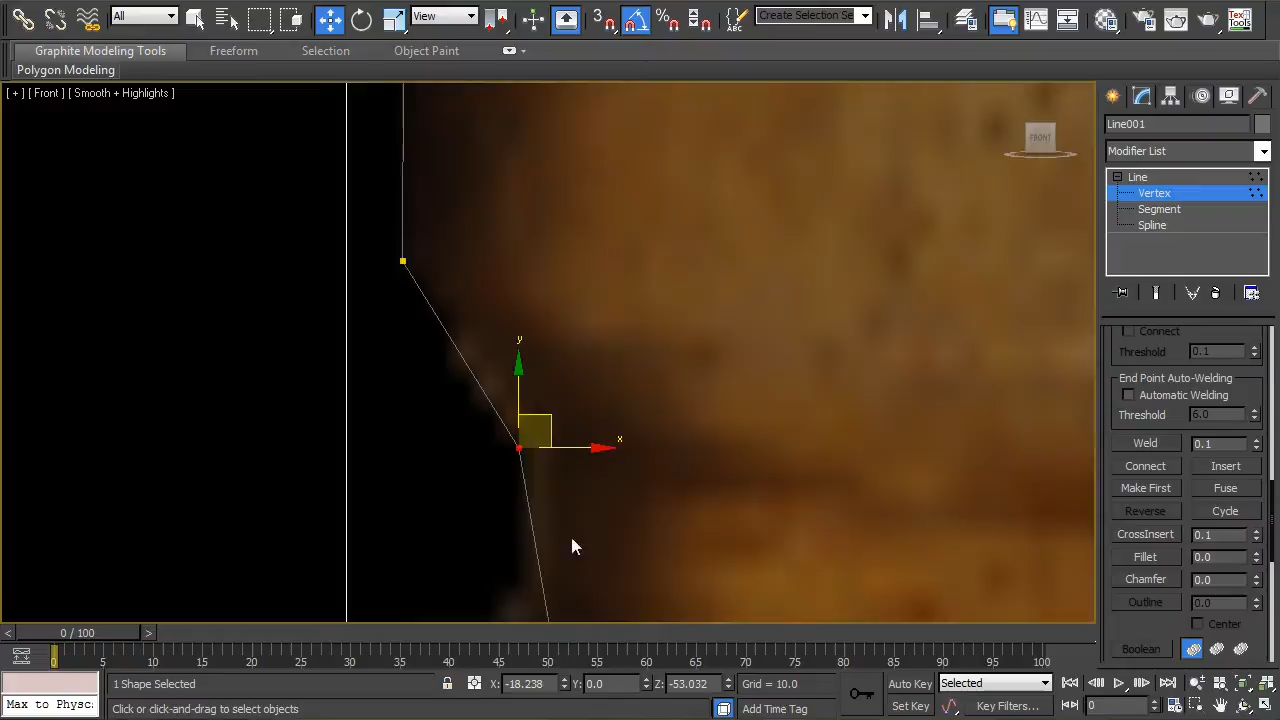 All
View
3
ABC
Create Selection Se
Tex
Tools
Graphite Modeling Tools
Freeform
Selection
Object Paint
Polygon Modeling
[ + ] [ Front ] [ Smooth + Highlights ]
FRONT
y
x
Line001
Modifier List
Line
Vertex
Segment
Spline
Connect
Threshold 0.1
End Point Auto-Welding
Automatic Welding
Threshold 6.0
Weld 0.1
Connect Insert
Make First Fuse
Reverse Cycle
CrossInsert 0.1
Fillet 0.0
Chamfer 0.0
Outline 0.0
Center
Boolean
< 0 / 100 >
0 5 10 15 20 25 30 35 40 45 50 55 60 65 70 75 80 85 90 95 100
1 Shape Selected
X: -18.238 Y: 0.0 Z: -53.032
Grid = 10.0
Auto Key
Selected
Max to Physc.
Click or click-and-drag to select objects
Add Time Tag
Set Key
Key Filters...
0